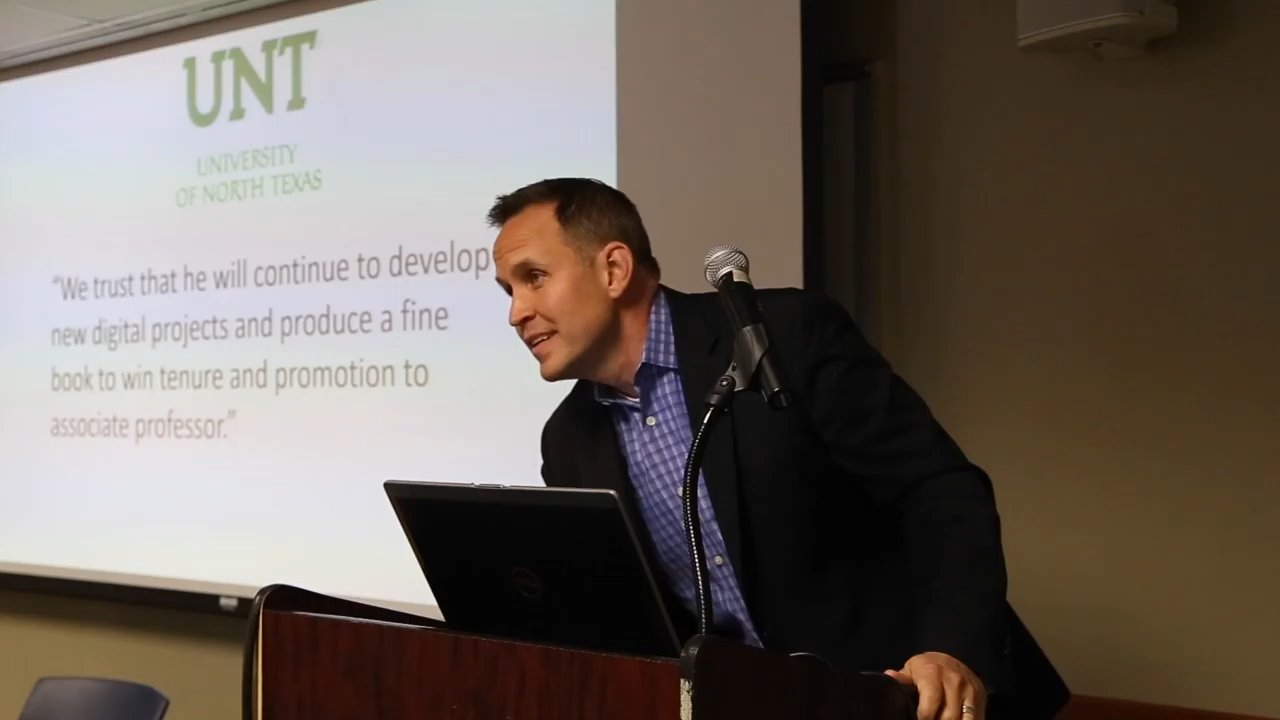 UNT
UNIVERSITY
OF NORTH TEXAS
“We trust that he will continue to develop
new digital projects and produce a fine
book to win tenure and promotion to
associate professor.”